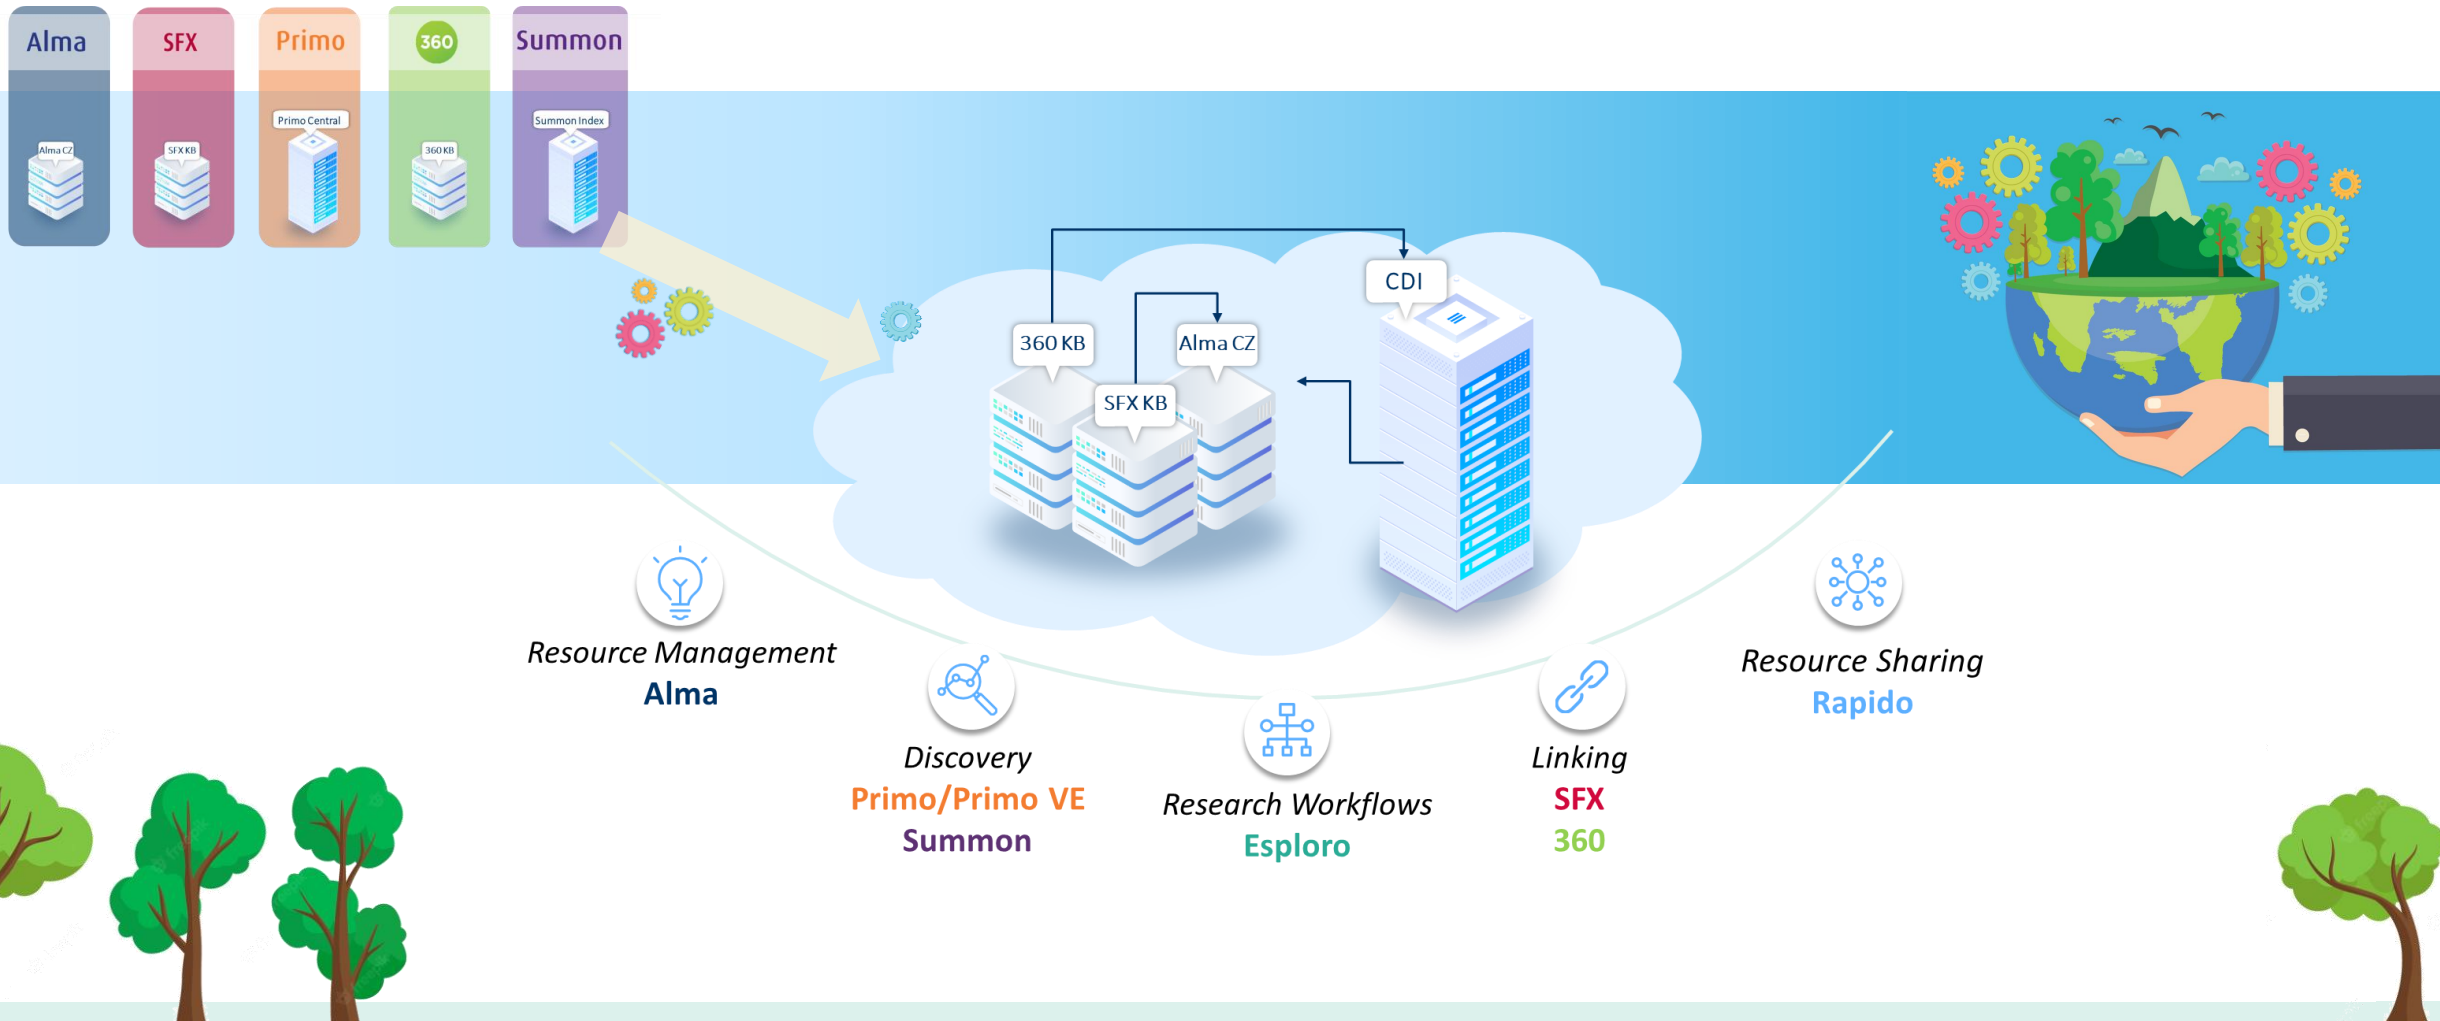 Alma
SFX
Primo
360
Summon
Alma CZ
SFX KB
Primo Central
360 KB
Summon Index
CDI
360 KB
Alma CZ
SFX KB
Resource Management
Alma
Discovery
Primo/Primo VE
Summon
Research Workflows
Esploro
Linking
SFX
360
Resource Sharing
Rapido